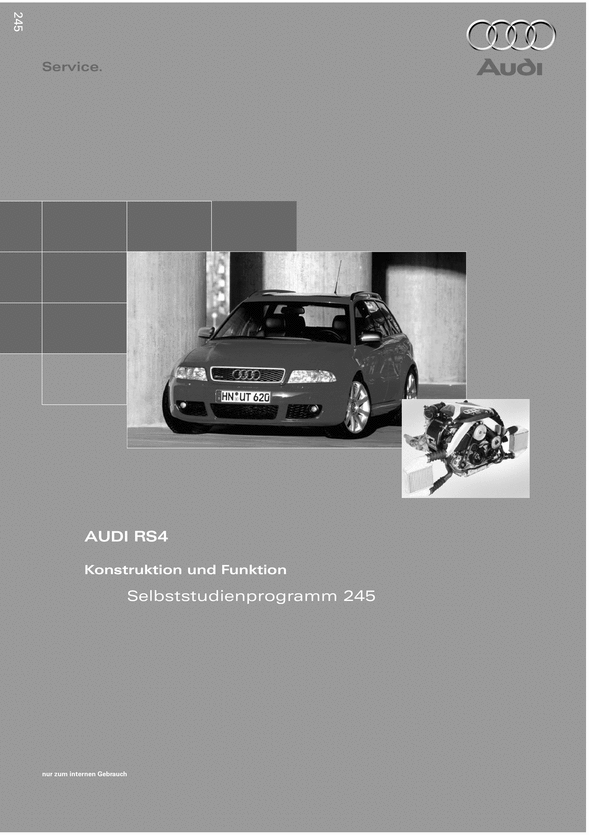 245
Service.
Audi
HN UT 620
AUDI RS4
Konstruktion und Funktion
Selbststudienprogramm 245
nur zum internen Gebrauch